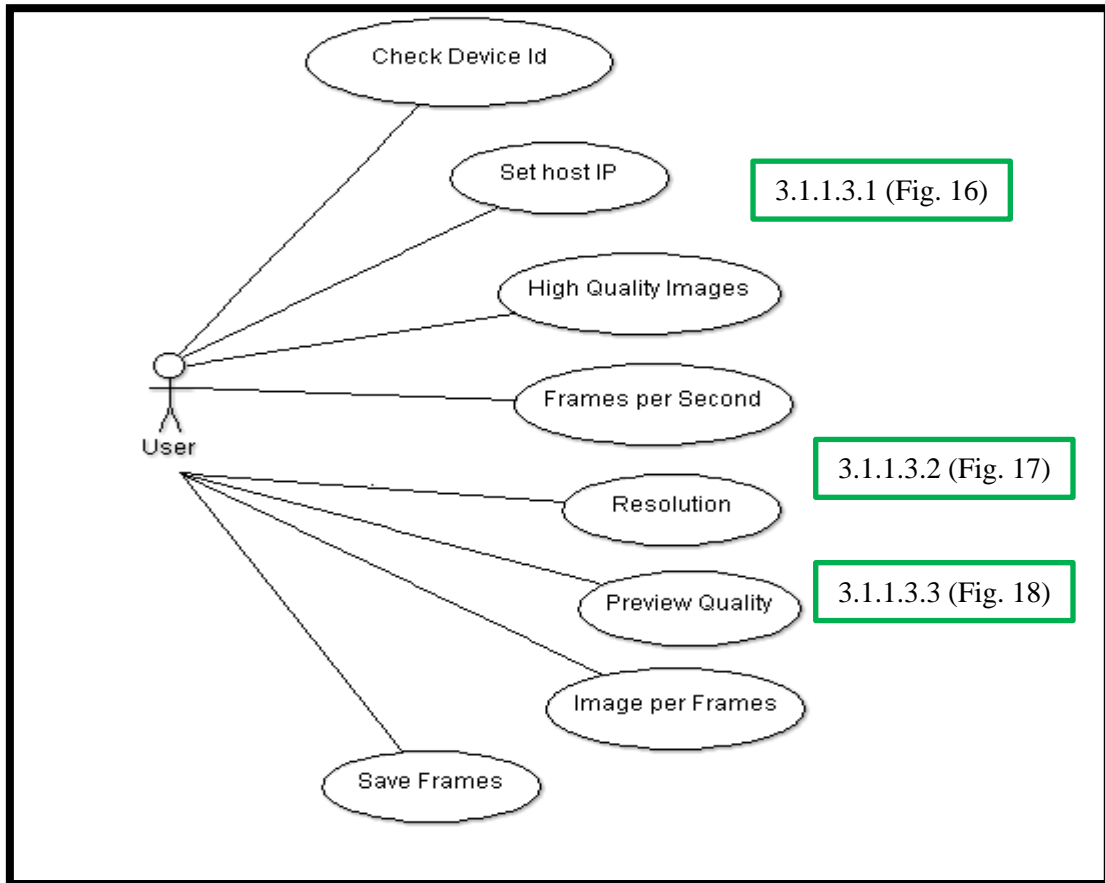 Check Device Id
Set host IP
3.1.1.3.1 (Fig. 16)
High Quality Images
Frames per Second
User
3.1.1.3.2 (Fig. 17)
Resolution
Preview Quality
3.1.1.3.3 (Fig. 18)
Image per Frames
Save Frames